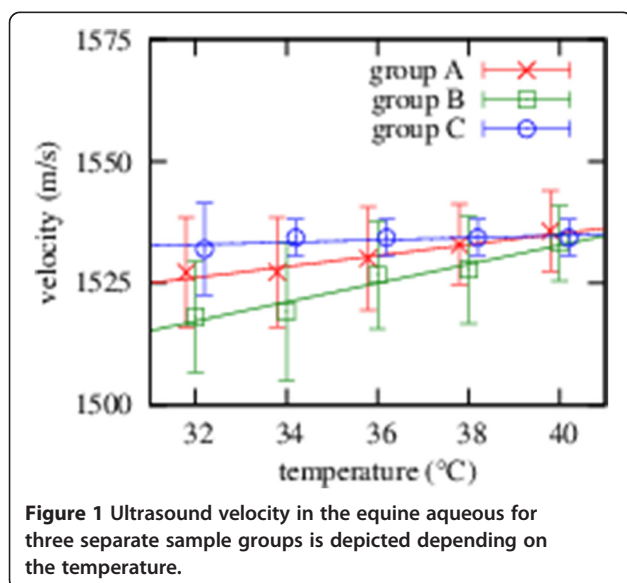 1575
1550
1525
1500
velocity (m/s)
group A
group B
group C
32 34 36 38 40
temperature (°C)
Figure 1 Ultrasound velocity in the equine aqueous for
three separate sample groups is depicted depending on
the temperature.